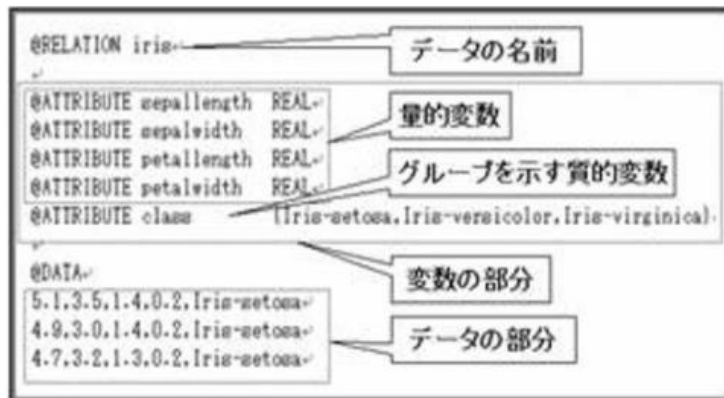 @RELATION iris
データの名前
@ATTRIBUTE sepallength REAL
@ATTRIBUTE sepalwidth REAL
量的変数
@ATTRIBUTE petallength REAL
@ATTRIBUTE petalwidth REAL
グループを示す質的変数
@ATTRIBUTE class {Iris-setosa,Iris-versicolor,Iris-virginica}
@DATA
変数の部分
5.1,3.5,1.4,0.2,Iris-setosa
4.9,3.0,1.4,0.2,Iris-setosa
データの部分
4.7,3.2,1.3,0.2,Iris-setosa